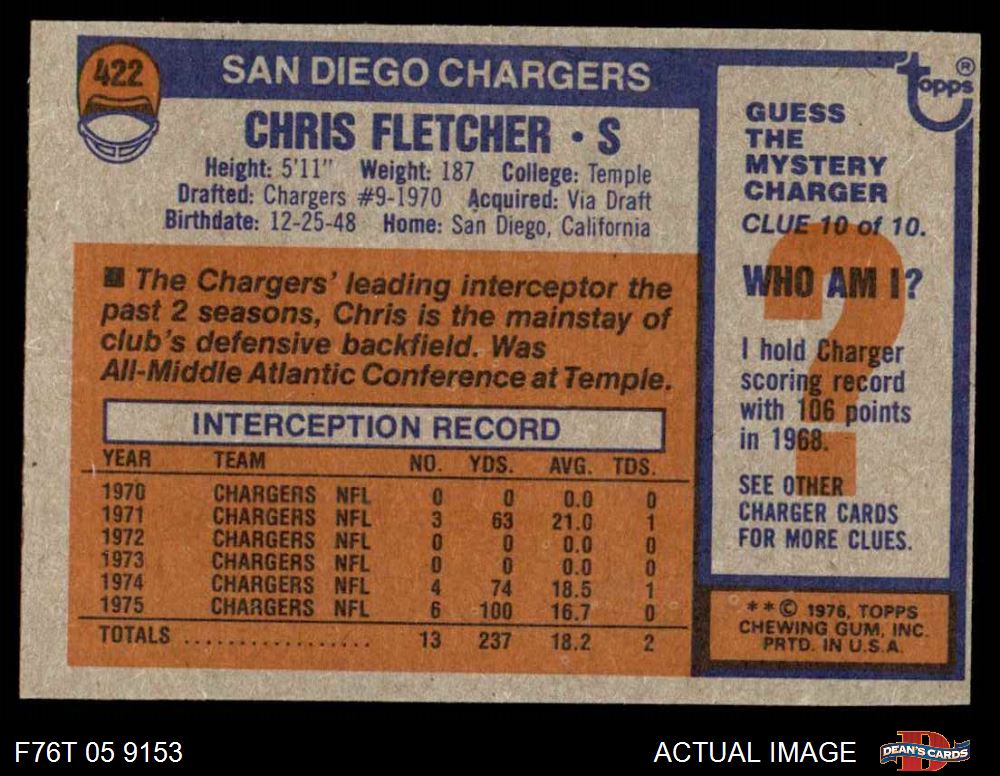 422
SAN DIEGO CHARGERS
CHRIS FLETCHER • S
Height: 5'11" Weight: 187 College: Temple
Drafted: Chargers #9-1970 Acquired: Via Draft
Birthdate: 12-25-48 Home: San Diego, California
The Chargers' leading interceptor the
past 2 seasons, Chris is the mainstay of
club's defensive backfield. Was
All-Middle Atlantic Conference at Temple.
INTERCEPTION RECORD
YEAR TEAM NO. YDS. AVG. TDS.
1970 CHARGERS NFL 0 0 0.0 0
1971 CHARGERS NFL 3 63 21.0 1
1972 CHARGERS NFL 0 0 0.0 0
1973 CHARGERS NFL 0 0 0.0 0
1974 CHARGERS NFL 4 74 18.5 1
1975 CHARGERS NFL 6 100 16.7 0
TOTALS .................. 13 237 18.2 2
topps ®
GUESS
THE
MYSTERY
CHARGER
CLUE 10 of 10.
?
WHO AM I?
I hold Charger
scoring record
with 106 points
in 1968.
SEE OTHER
CHARGER CARDS
FOR MORE CLUES.
* * © 1976, TOPPS
CHEWING GUM, INC.
PRTD. IN U.S.A.
F76T 05 9153
ACTUAL IMAGE
D
DEAN'S CARDS